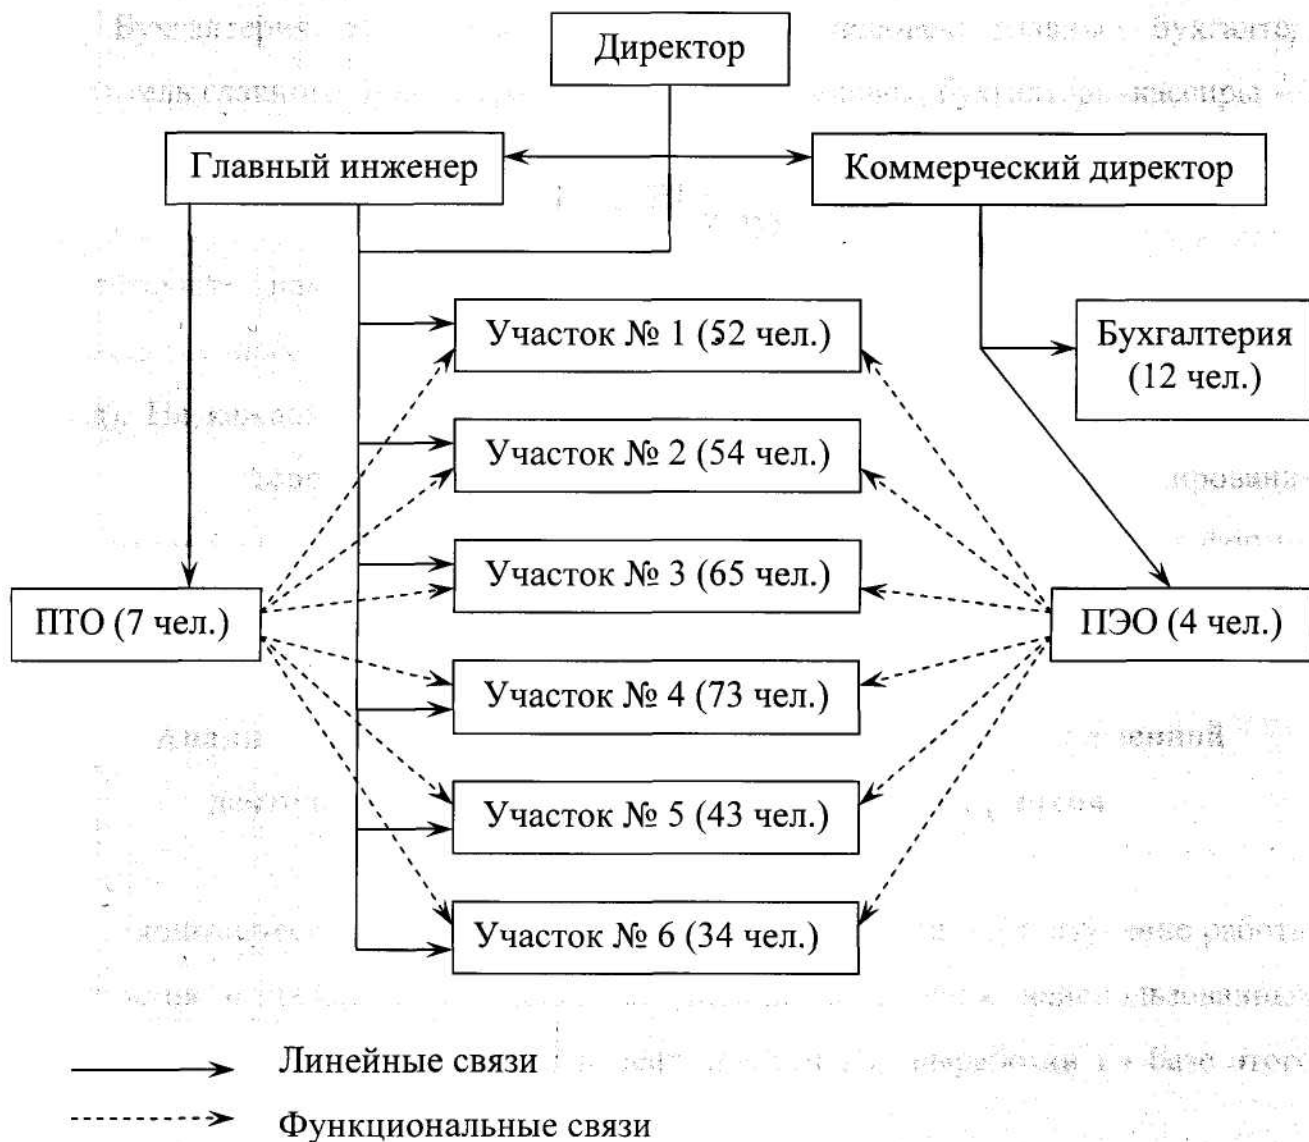 Директор
Главный инженер
Коммерческий директор
Участок № 1 (52 чел.)
Бухгалтерия
(12 чел.)
Участок № 2 (54 чел.)
Участок № 3 (65 чел.)
ПТО (7 чел.)
ПЭО (4 чел.)
Участок № 4 (73 чел.)
Участок № 5 (43 чел.)
Участок № 6 (34 чел.)
Линейные связи
Функциональные связи